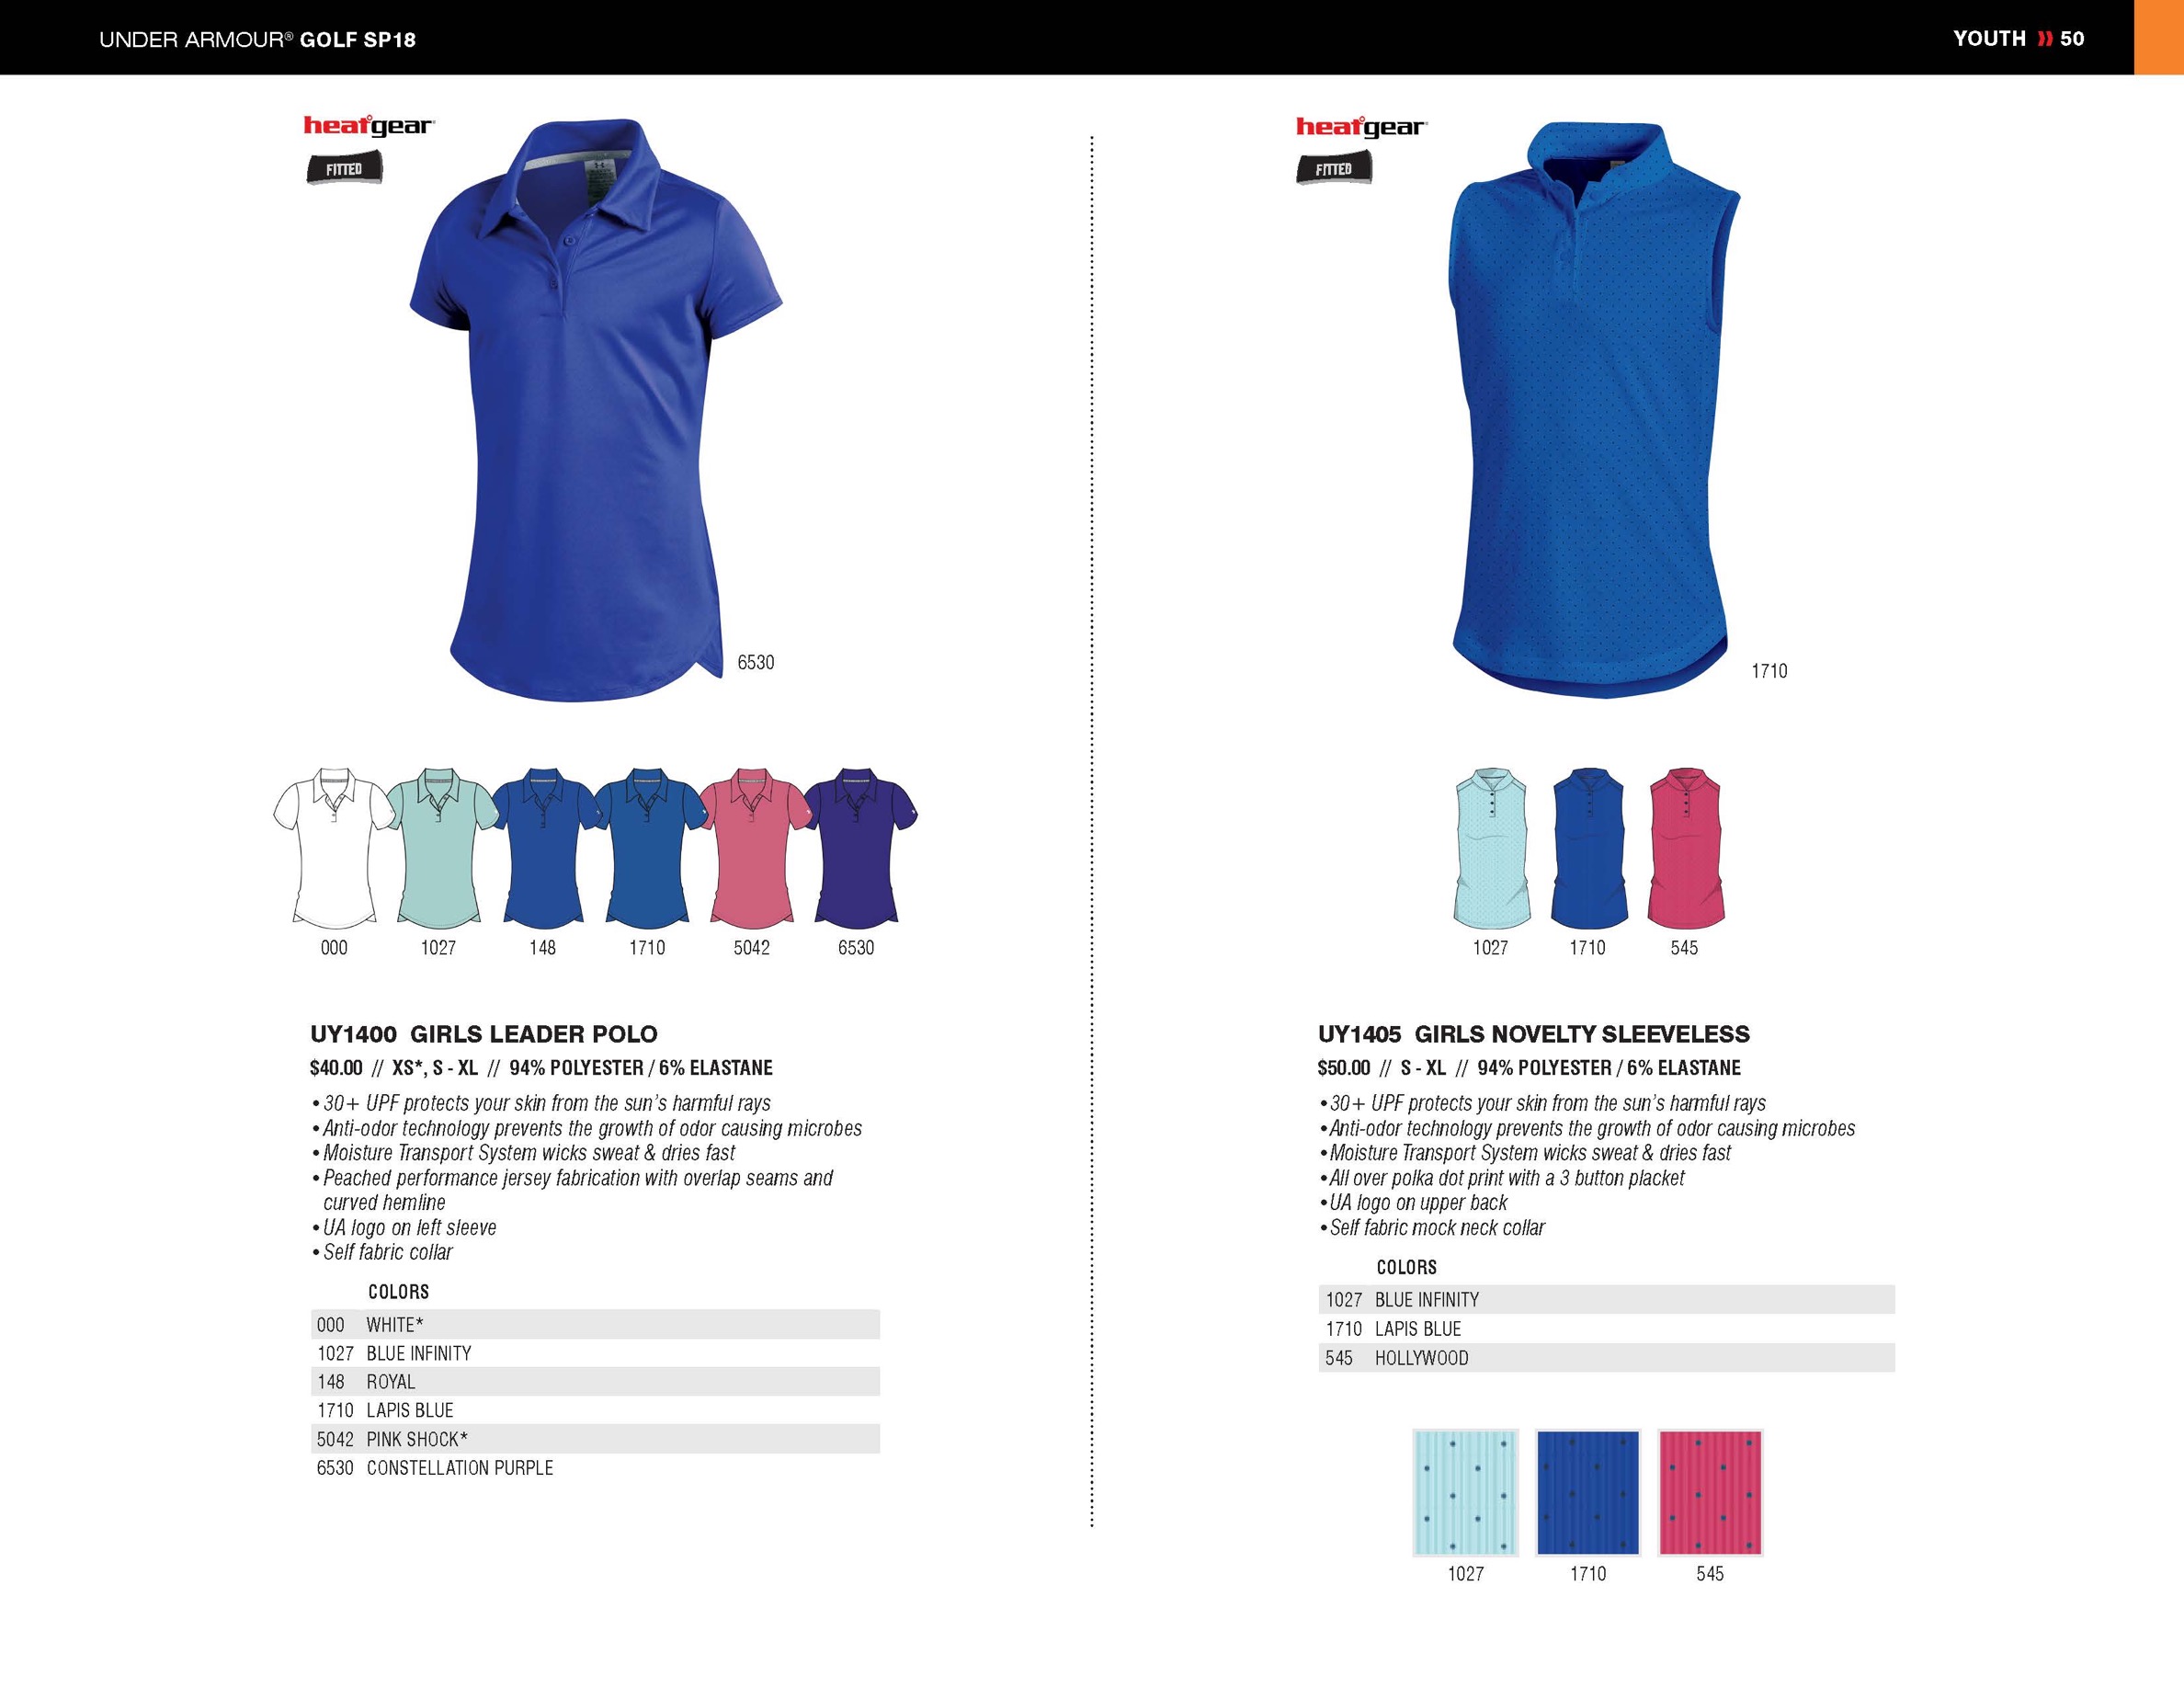 UNDER ARMOUR® GOLF SP18
YOUTH 50
heatgear
FITTED
6530
000 1027 148 1710 5042 6530
UY1400 GIRLS LEADER POLO
$40.00 // XS*, S - XL // 94% POLYESTER / 6% ELASTANE
• 30+ UPF protects your skin from the sun's harmful rays
• Anti-odor technology prevents the growth of odor causing microbes
• Moisture Transport System wicks sweat & dries fast
• Peached performance jersey fabrication with overlap seams and
curved hemline
• UA logo on left sleeve
• Self fabric collar
COLORS
000 WHITE*
1027 BLUE INFINITY
148 ROYAL
1710 LAPIS BLUE
5042 PINK SHOCK*
6530 CONSTELLATION PURPLE
heatgear
FITTED
1710
1027 1710 545
UY1405 GIRLS NOVELTY SLEEVELESS
$50.00 // S - XL // 94% POLYESTER / 6% ELASTANE
• 30+ UPF protects your skin from the sun's harmful rays
• Anti-odor technology prevents the growth of odor causing microbes
• Moisture Transport System wicks sweat & dries fast
• All over polka dot print with a 3 button placket
• UA logo on upper back
• Self fabric mock neck collar
COLORS
1027 BLUE INFINITY
1710 LAPIS BLUE
545 HOLLYWOOD
1027 1710 545